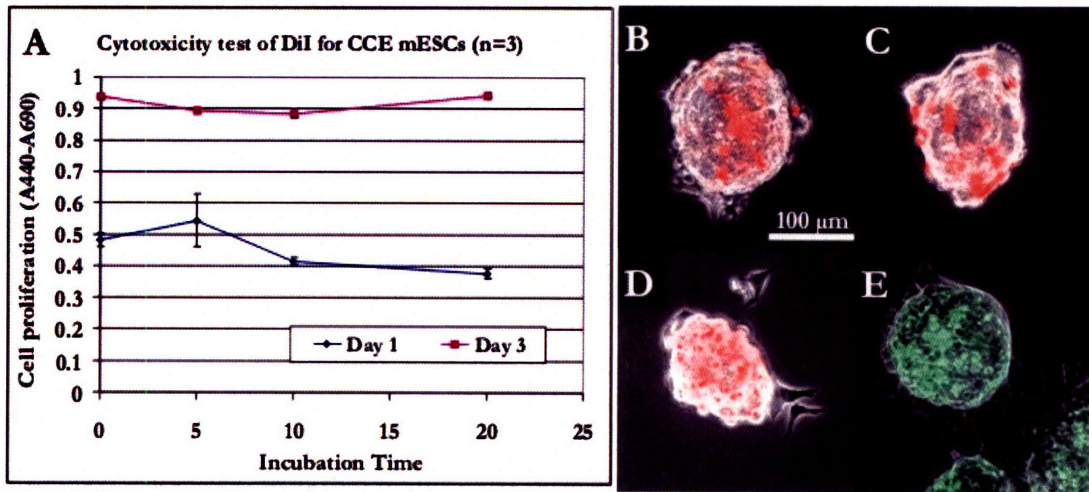 A
Cytotoxicity test of DiI for CCE mESCs (n=3)
Cell proliferation (A440-A690)
1
0.9
0.8
0.7
0.6
0.5
0.4
0.3
0.2
0.1
0
Day 1
Day 3
0 5 10 15 20 25
Incubation Time
B
C
100 µm
D
E